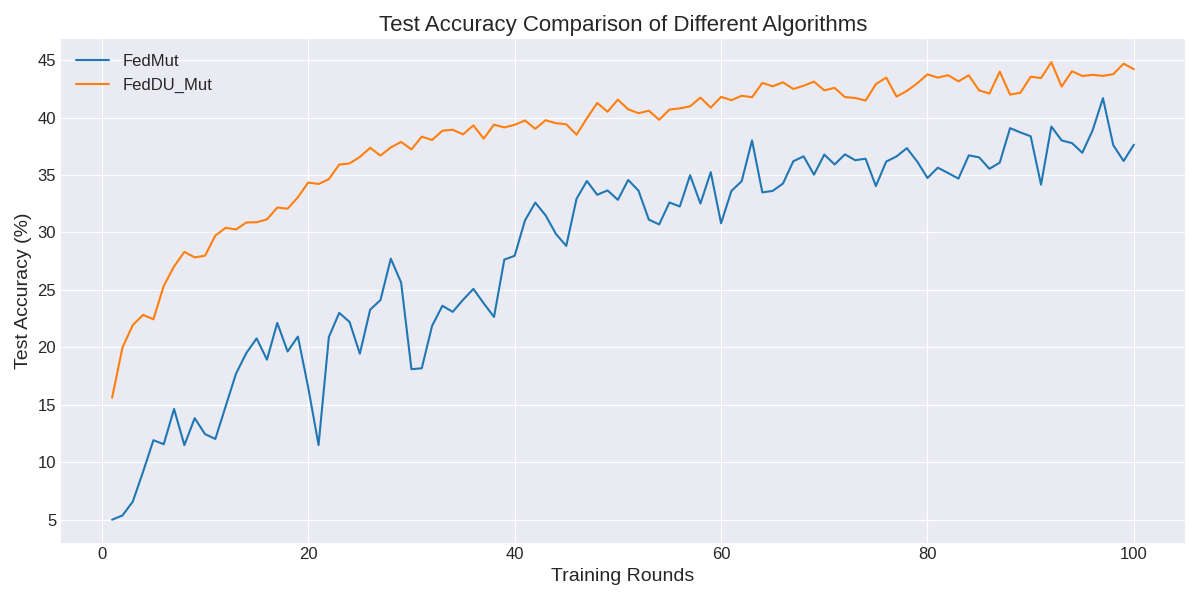 Test Accuracy Comparison of Different Algorithms
FedMut
FedDU_Mut
Test Accuracy (%)
45
40
35
30
25
20
15
10
5
0 20 40 60 80 100
Training Rounds